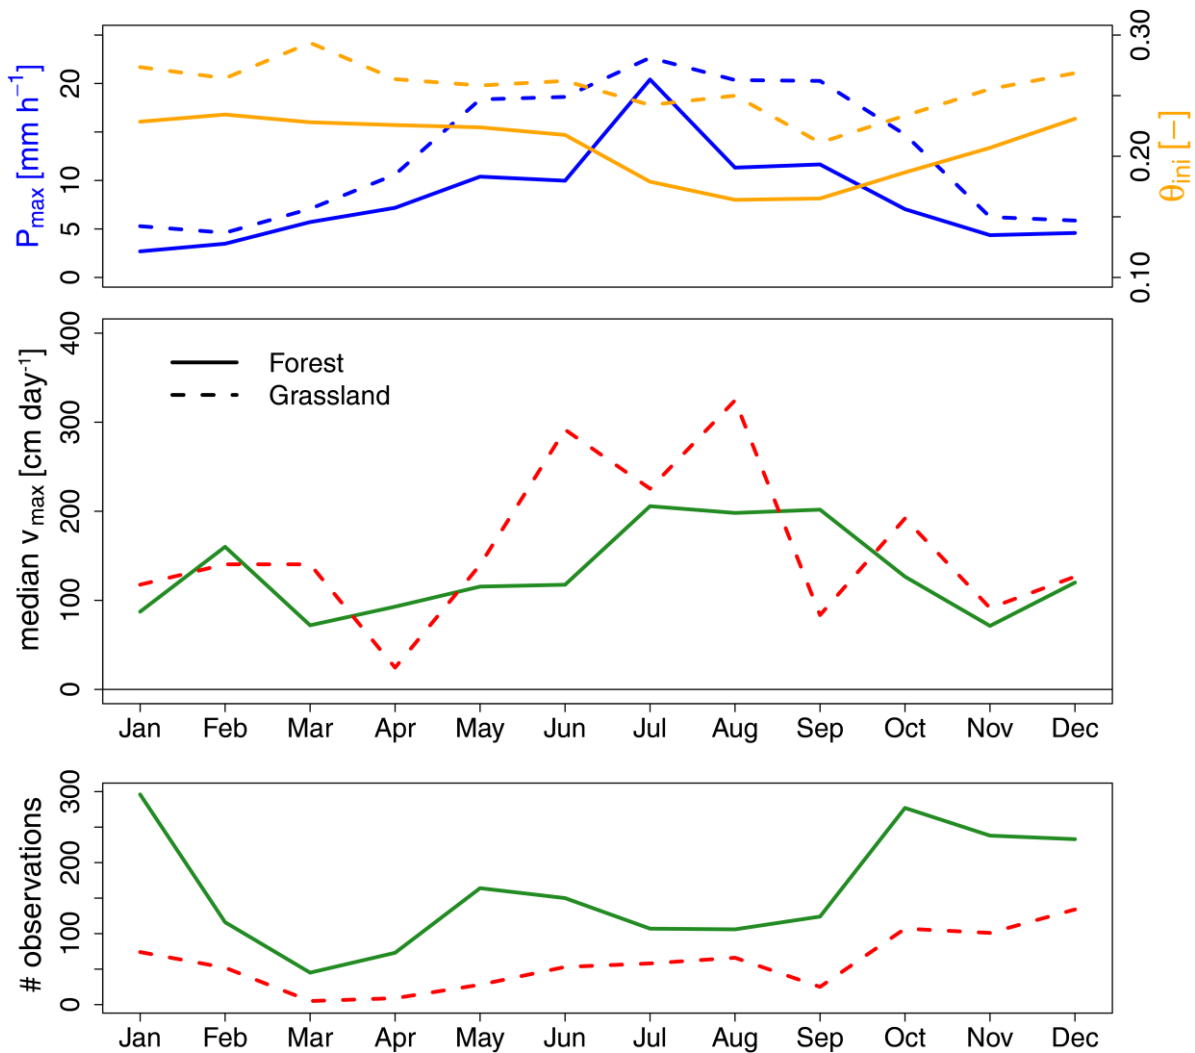 P_max [mm h⁻¹]
20
10
5
0
0.30
0.20
0.10
θ_ini [−]
median v_max [cm day⁻¹]
400
300
200
100
0
Forest
Grassland
Jan Feb Mar Apr May Jun Jul Aug Sep Oct Nov Dec
# observations
300
200
100
0
Jan Feb Mar Apr May Jun Jul Aug Sep Oct Nov Dec